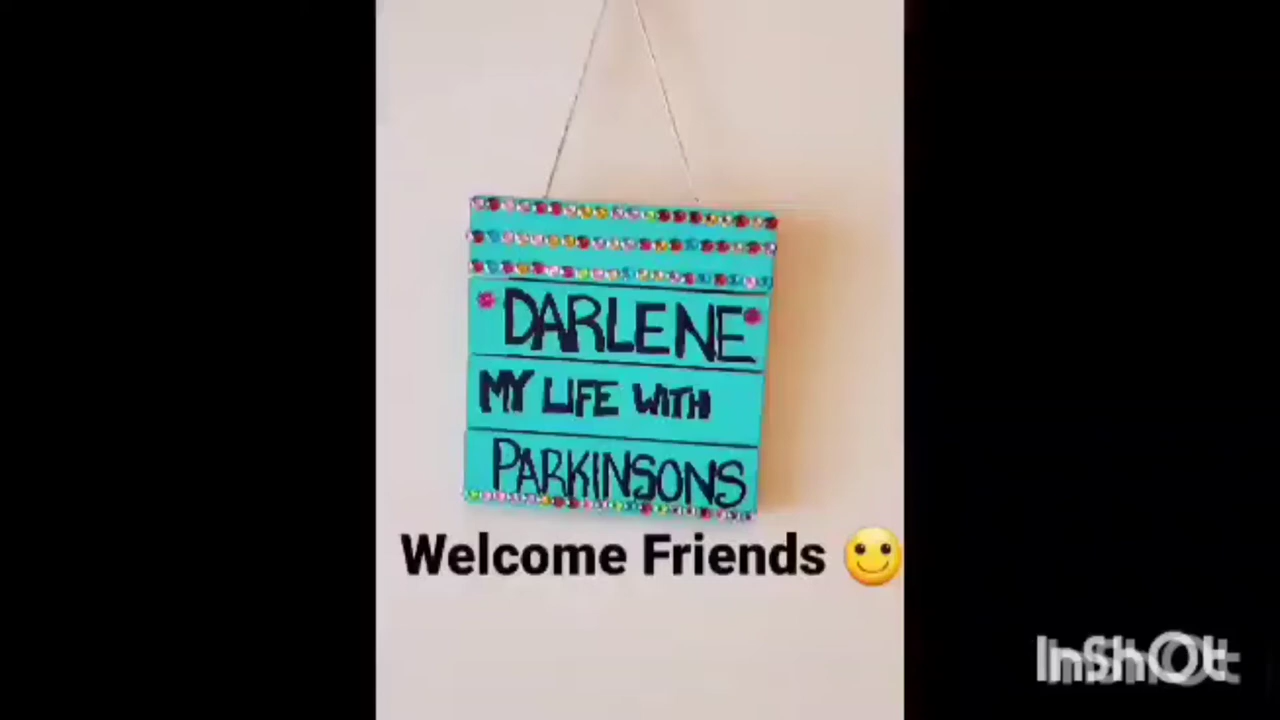 DARLENE
MY LIFE WITH
PARKINSONS
Welcome Friends 🙂
InShOt